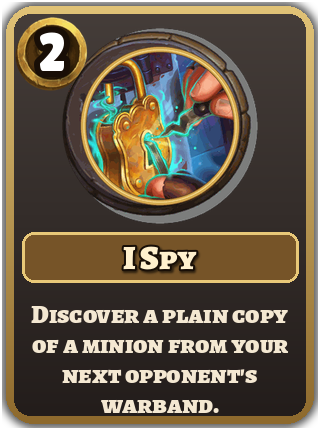 2
I Spy
Discover a plain copy
of a minion from your
next opponent's
warband.